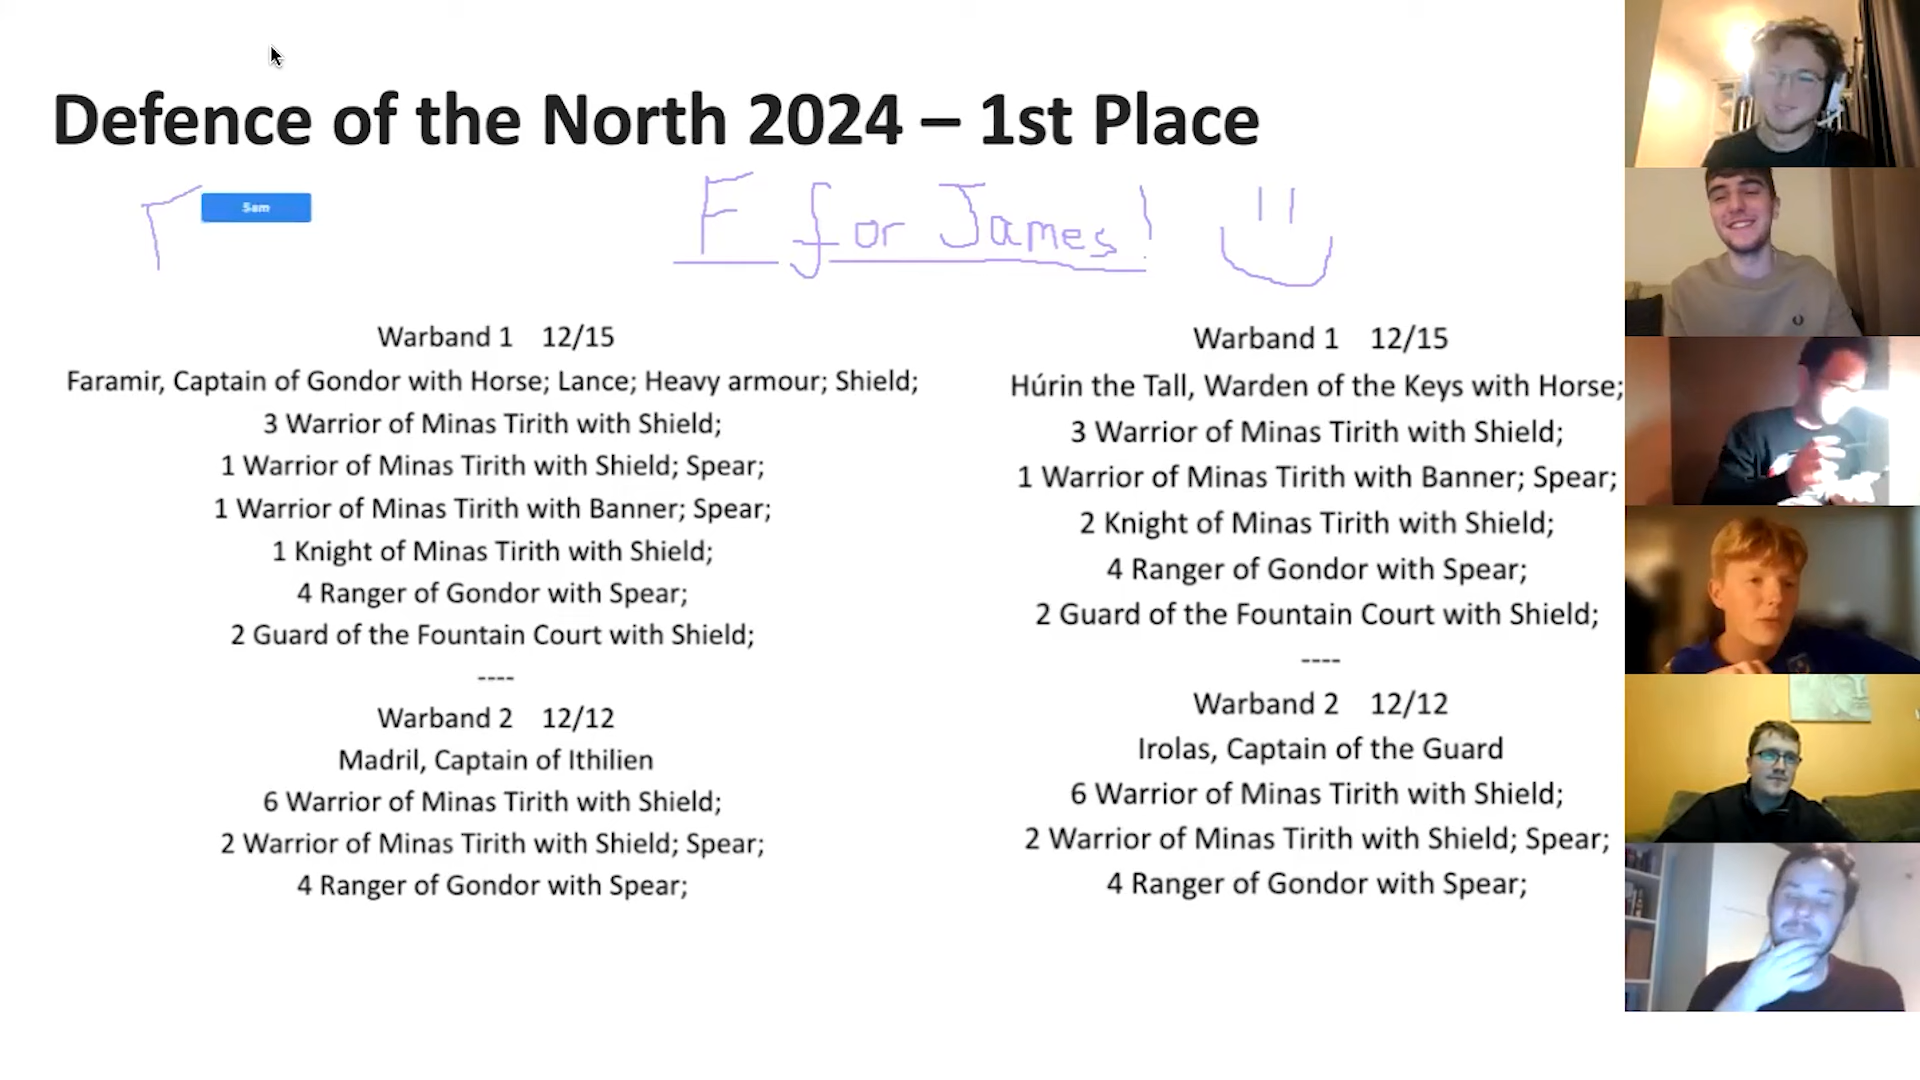 Defence of the North 2024 – 1st Place
Sam
F for James!
Warband 1 12/15
Faramir, Captain of Gondor with Horse; Lance; Heavy armour; Shield;
3 Warrior of Minas Tirith with Shield;
1 Warrior of Minas Tirith with Shield; Spear;
1 Warrior of Minas Tirith with Banner; Spear;
1 Knight of Minas Tirith with Shield;
4 Ranger of Gondor with Spear;
2 Guard of the Fountain Court with Shield;
----
Warband 2 12/12
Madril, Captain of Ithilien
6 Warrior of Minas Tirith with Shield;
2 Warrior of Minas Tirith with Shield; Spear;
4 Ranger of Gondor with Spear;
Warband 1 12/15
Húrin the Tall, Warden of the Keys with Horse;
3 Warrior of Minas Tirith with Shield;
1 Warrior of Minas Tirith with Banner; Spear;
2 Knight of Minas Tirith with Shield;
4 Ranger of Gondor with Spear;
2 Guard of the Fountain Court with Shield;
----
Warband 2 12/12
Irolas, Captain of the Guard
6 Warrior of Minas Tirith with Shield;
2 Warrior of Minas Tirith with Shield; Spear;
4 Ranger of Gondor with Spear;